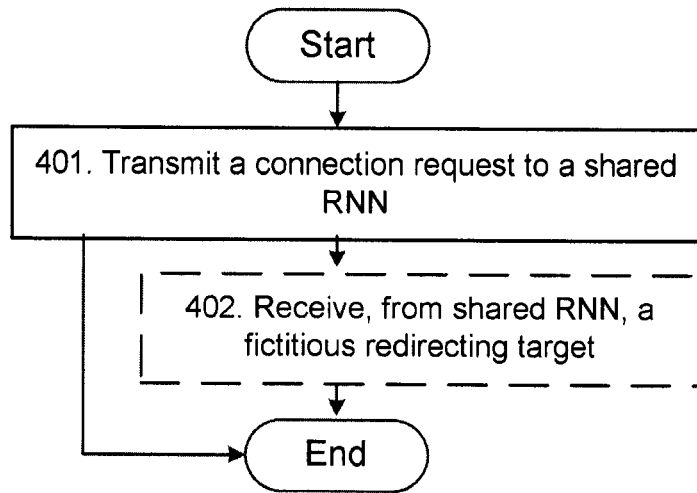 Start
401. Transmit a connection request to a shared
RNN
402. Receive, from shared RNN, a
fictitious redirecting target
End